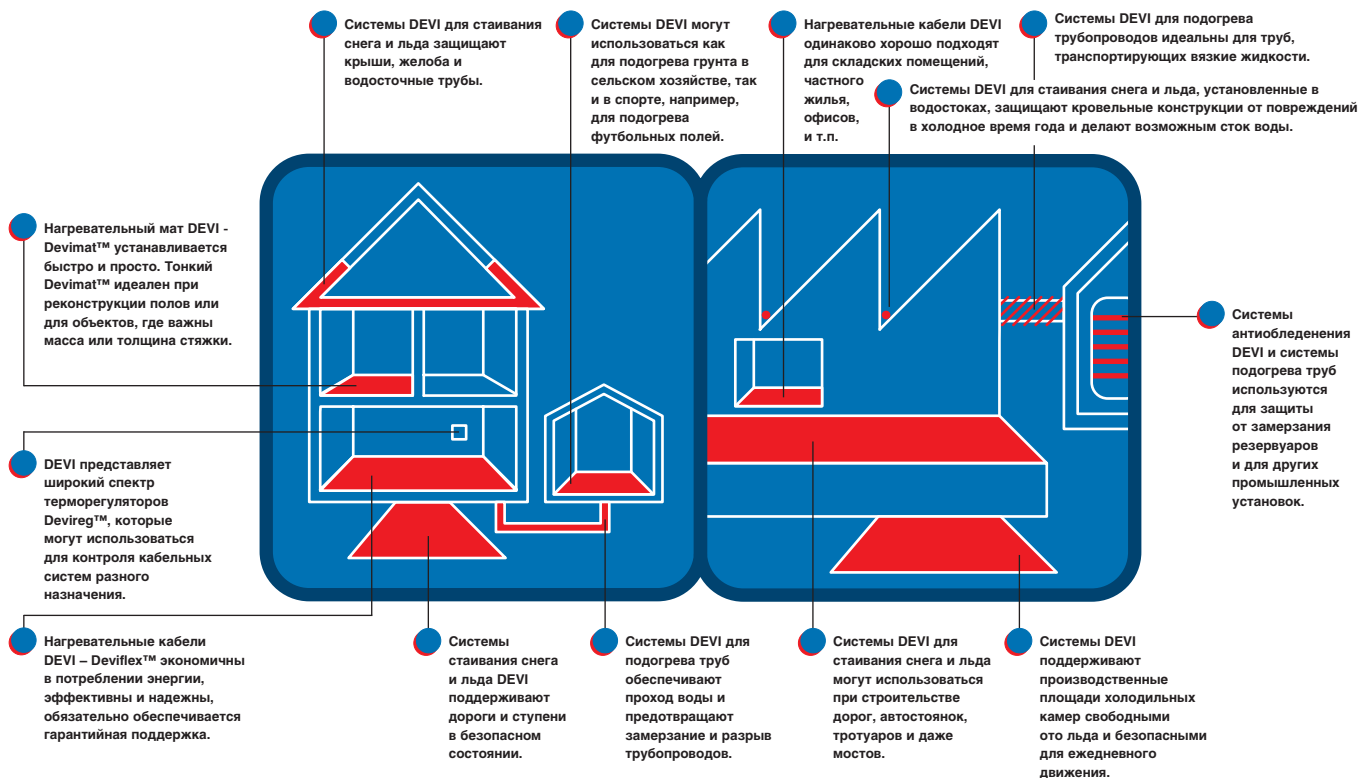 Системы DEVI для стаивания
снега и льда защищают
крыши, желоба и
водосточные трубы.
Системы DEVI могут
использоваться как
для подогрева грунта в
сельском хозяйстве, так
и в спорте, например,
для подогрева
футбольных полей.
Нагревательные кабели DEVI
одинаково хорошо подходят
для складских помещений,
частного
жилья,
офисов,
и т.п.
Системы DEVI для подогрева
трубопроводов идеальны для труб,
транспортирующих вязкие жидкости.
Системы DEVI для стаивания снега и льда, установленные в
водостоках, защищают кровельные конструкции от повреждений
в холодное время года и делают возможным сток воды.
Нагревательный мат DEVI -
Devimat™ устанавливается
быстро и просто. Тонкий
Devimat™ идеален при
реконструкции полов или
для объектов, где важны
масса или толщина стяжки.
Системы
антиобледенения
DEVI и системы
подогрева труб
используются
для защиты
от замерзания
резервуаров
и для других
промышленных
установок.
DEVI представляет
широкий спектр
терморегуляторов
Devireg™, которые
могут использоваться
для контроля кабельных
систем разного
назначения.
Нагревательные кабели
DEVI – Deviflex™ экономичны
в потреблении энергии,
эффективны и надежны,
обязательно обеспечивается
гарантийная поддержка.
Системы
стаивания снега
и льда DEVI
поддерживают
дороги и ступени
в безопасном
состоянии.
Системы DEVI для
подогрева труб
обеспечивают
проход воды и
предотвращают
замерзание и разрыв
трубопроводов.
Системы DEVI для
стаивания снега и льда
могут использоваться
при строительстве
дорог, автостоянок,
тротуаров и даже
мостов.
Системы DEVI
поддерживают
производственные
площади холодильных
камер свободными
ото льда и безопасными
для ежедневного
движения.